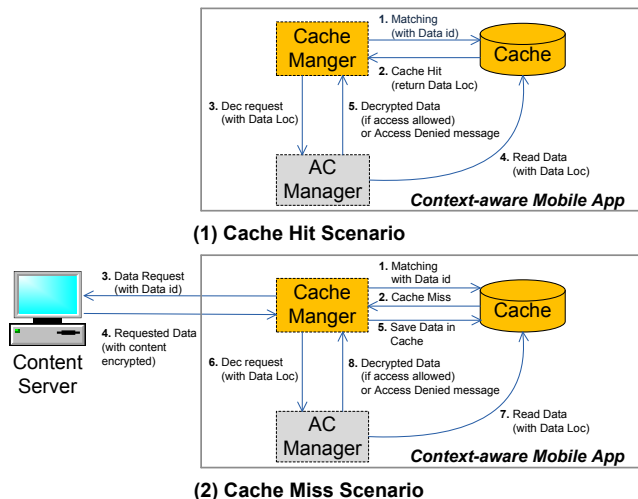 1. Matching
(with Data id)
Cache
Manger
Cache
2. Cache Hit
(return Data Loc)
3. Dec request
(with Data Loc)
5. Decrypted Data
(if access allowed)
or Access Denied message
4. Read Data
(with Data Loc)
AC
Manager
Context-aware Mobile App
(1) Cache Hit Scenario
3. Data Request
(with Data id)
1. Matching
with Data id
Cache
Manger
2. Cache Miss
Cache
4. Requested Data
(with content
encrypted)
5. Save Data in
Cache
Content
Server
6. Dec request
(with Data Loc)
8. Decrypted Data
(if access allowed)
or Access Denied message
7. Read Data
(with Data Loc)
AC
Manager
Context-aware Mobile App
(2) Cache Miss Scenario